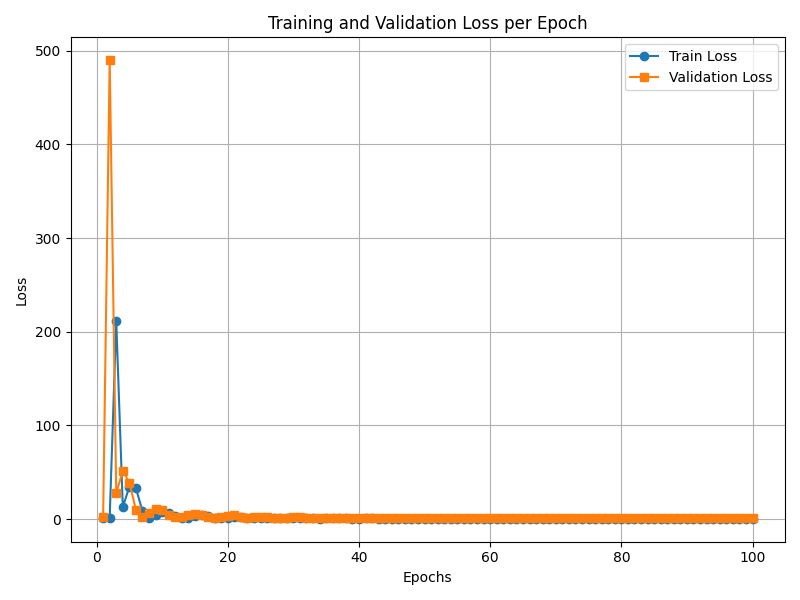 Training and Validation Loss per Epoch
Train Loss
Validation Loss
500
400
300
200
100
0
Loss
0 20 40 60 80 100
Epochs